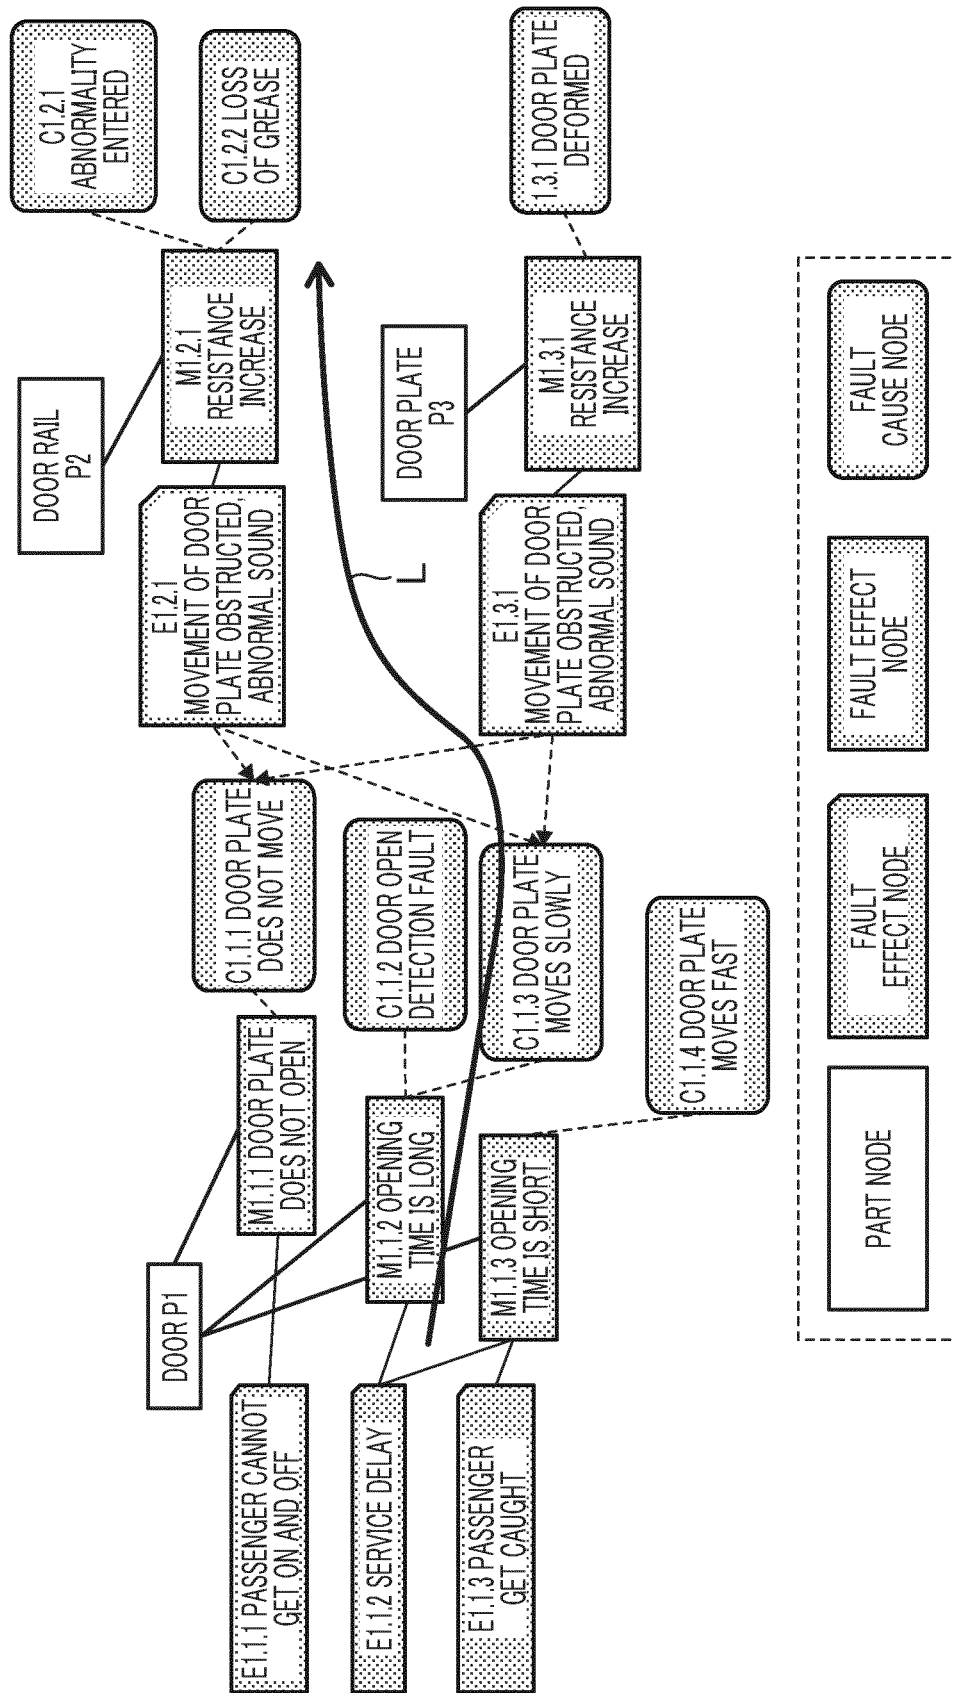 E1.1.1 PASSENGER CANNOT
GET ON AND OFF
E1.1.2 SERVICE DELAY
E1.1.3 PASSENGER
GET CAUGHT
DOOR P1
M1.1.1 DOOR PLATE
DOES NOT OPEN
M1.1.2 OPENING
TIME IS LONG
M1.1.3 OPENING
TIME IS SHORT
C1.1.1 DOOR PLATE
DOES NOT MOVE
C1.1.2 DOOR OPEN
DETECTION FAULT
C1.1.3 DOOR PLATE
MOVES SLOWLY
C1.1.4 DOOR PLATE
MOVES FAST
E1.2.1
MOVEMENT OF DOOR
PLATE OBSTRUCTED,
ABNORMAL SOUND
L
E1.3.1
MOVEMENT OF DOOR
PLATE OBSTRUCTED,
ABNORMAL SOUND
DOOR RAIL
P2
M1.2.1
RESISTANCE
INCREASE
DOOR PLATE
P3
M1.3.1
RESISTANCE
INCREASE
C1.2.1
ABNORMALITY
ENTERED
C1.2.2 LOSS
OF GREASE
1.3.1 DOOR PLATE
DEFORMED
PART NODE
FAULT
EFFECT NODE
FAULT EFFECT
NODE
FAULT
CAUSE NODE